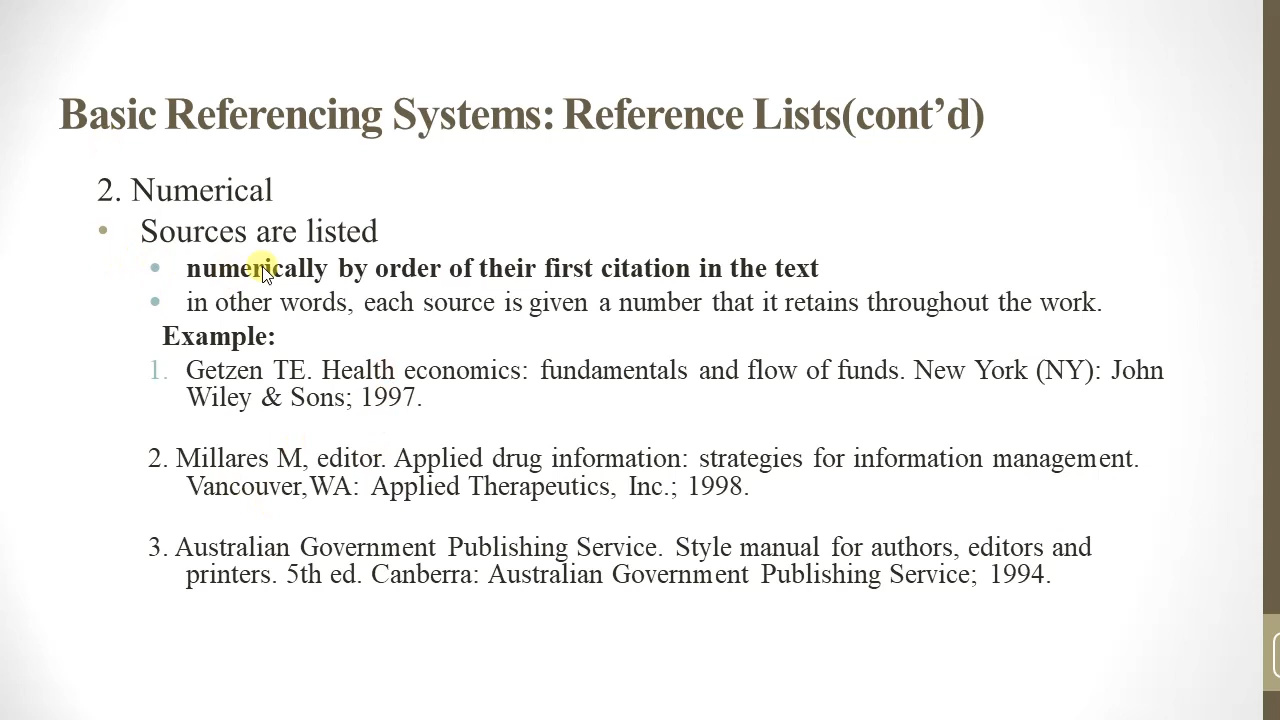 Basic Referencing Systems: Reference Lists(cont’d)
2. Numerical
• Sources are listed
• numerically by order of their first citation in the text
• in other words, each source is given a number that it retains throughout the work.
Example:
1. Getzen TE. Health economics: fundamentals and flow of funds. New York (NY): John
Wiley & Sons; 1997.
2. Millares M, editor. Applied drug information: strategies for information management.
Vancouver,WA: Applied Therapeutics, Inc.; 1998.
3. Australian Government Publishing Service. Style manual for authors, editors and
printers. 5th ed. Canberra: Australian Government Publishing Service; 1994.